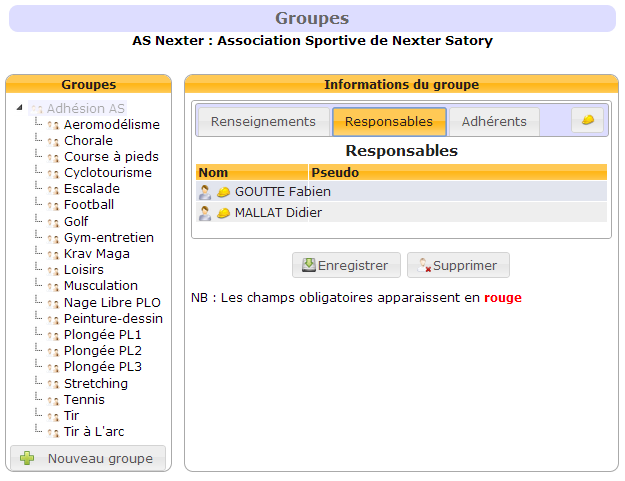 Groupes
AS Nexter : Association Sportive de Nexter Satory
Groupes
Adhésion AS
Aeromodélisme
Chorale
Course à pieds
Cyclotourisme
Escalade
Football
Golf
Gym-entretien
Krav Maga
Loisirs
Musculation
Nage Libre PLO
Peinture-dessin
Plongée PL1
Plongée PL2
Plongée PL3
Stretching
Tennis
Tir
Tir à L'arc
Nouveau groupe
Informations du groupe
Renseignements Responsables Adhérents
Responsables
Nom Pseudo
GOUTTE Fabien
MALLAT Didier
Enregistrer Supprimer
NB : Les champs obligatoires apparaissent en rouge